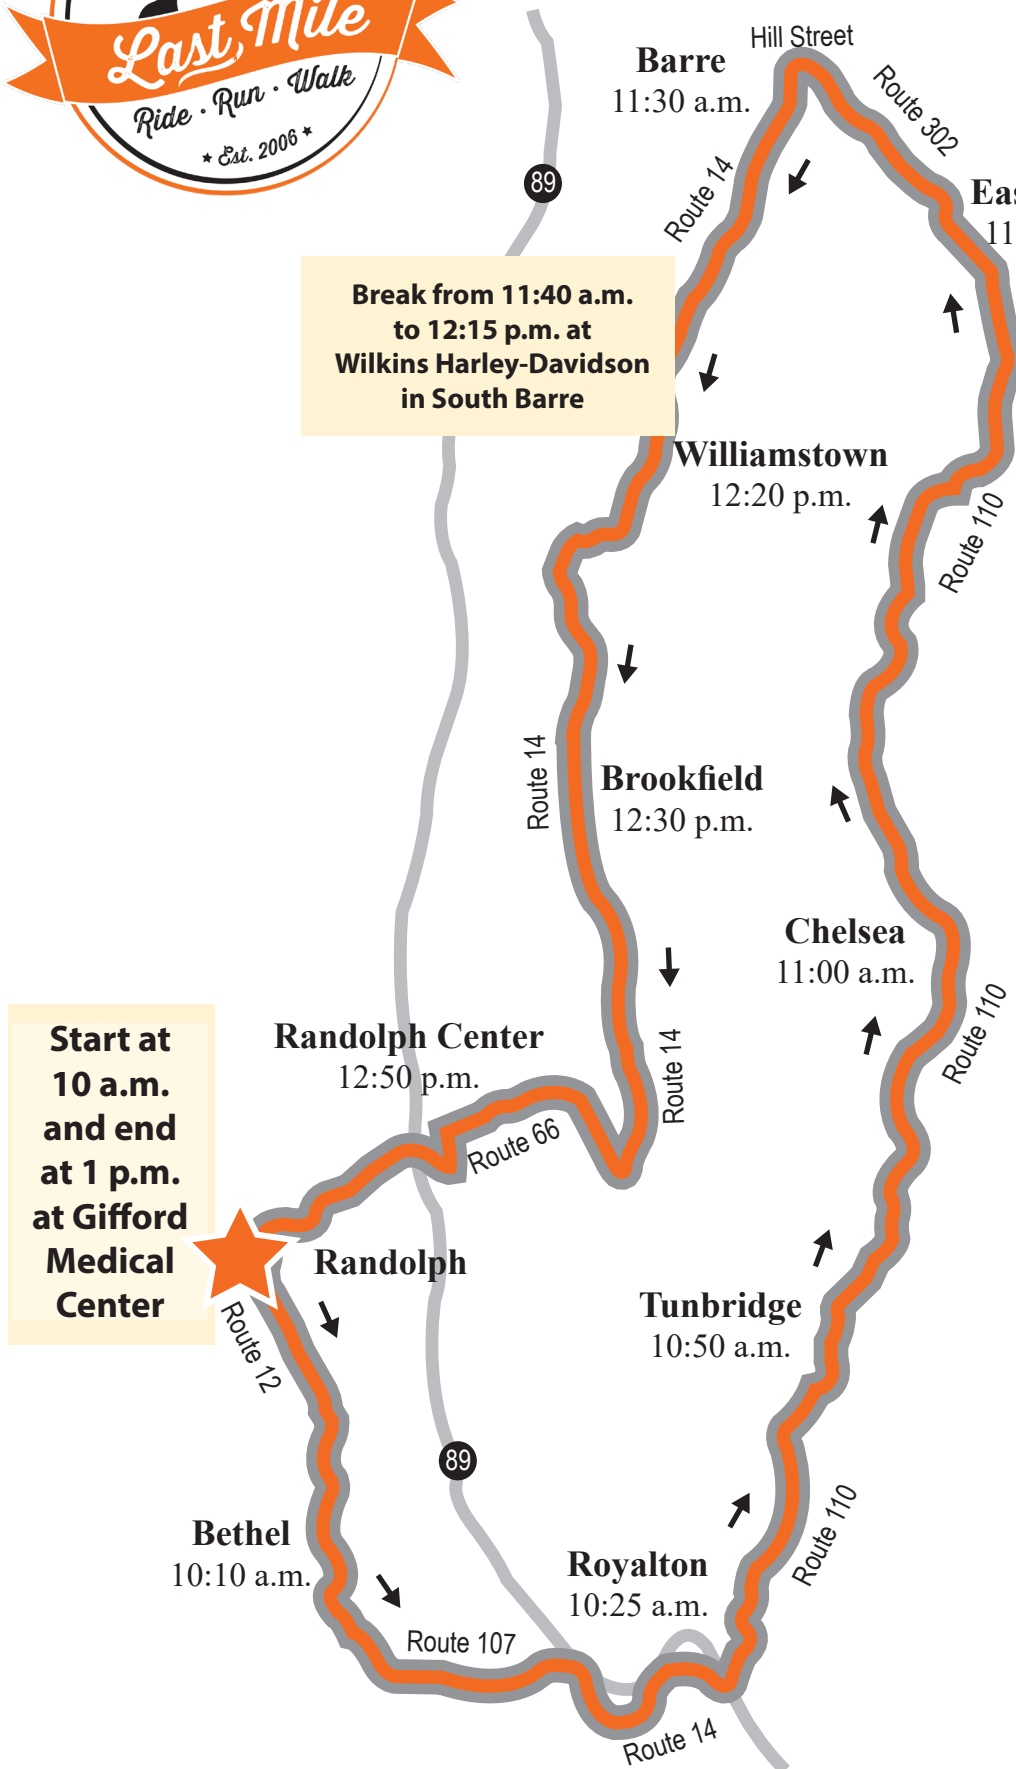 Last Mile
Ride · Run · Walk
★ Est. 2006 ★
Hill Street
Barre
11:30 a.m.
Route 302
Route 14
89
Break from 11:40 a.m.
to 12:15 p.m. at
Wilkins Harley-Davidson
in South Barre
Williamstown
12:20 p.m.
Route 110
Route 14
Brookfield
12:30 p.m.
Chelsea
11:00 a.m.
Route 110
Route 14
Randolph Center
12:50 p.m.
Route 66
Start at
10 a.m.
and end
at 1 p.m.
at Gifford
Medical
Center
Randolph
Route 12
Tunbridge
10:50 a.m.
89
Route 110
Bethel
10:10 a.m.
Royalton
10:25 a.m.
Route 107
Route 14